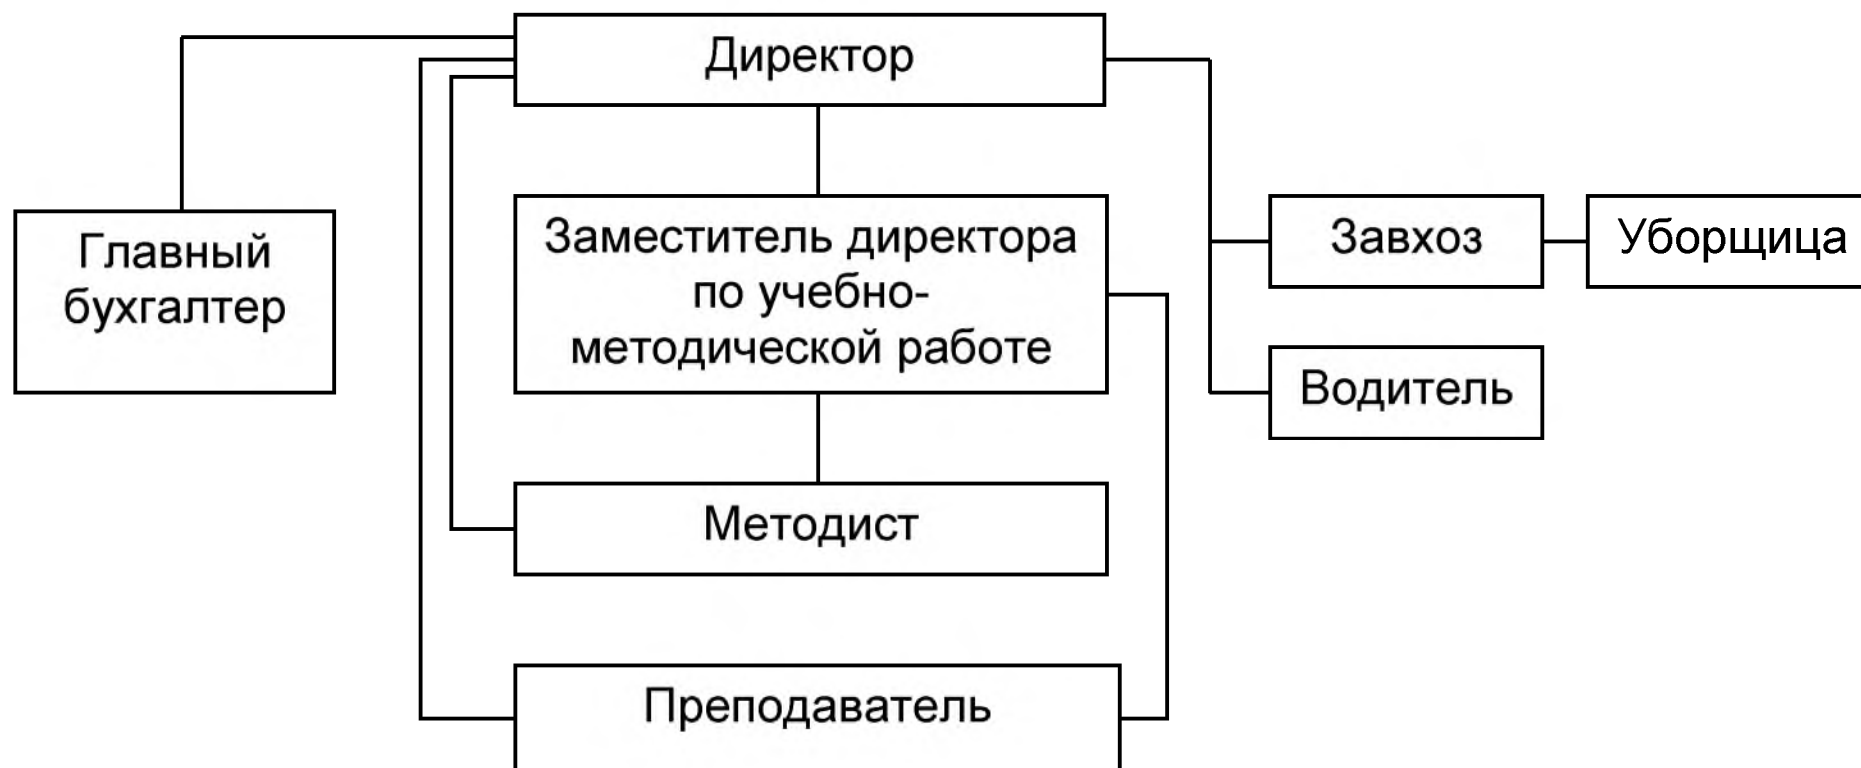 Директор
Главный
бухгалтер
Заместитель директора
по учебно-
методической работе
Завхоз
Уборщица
Водитель
Методист
Преподаватель